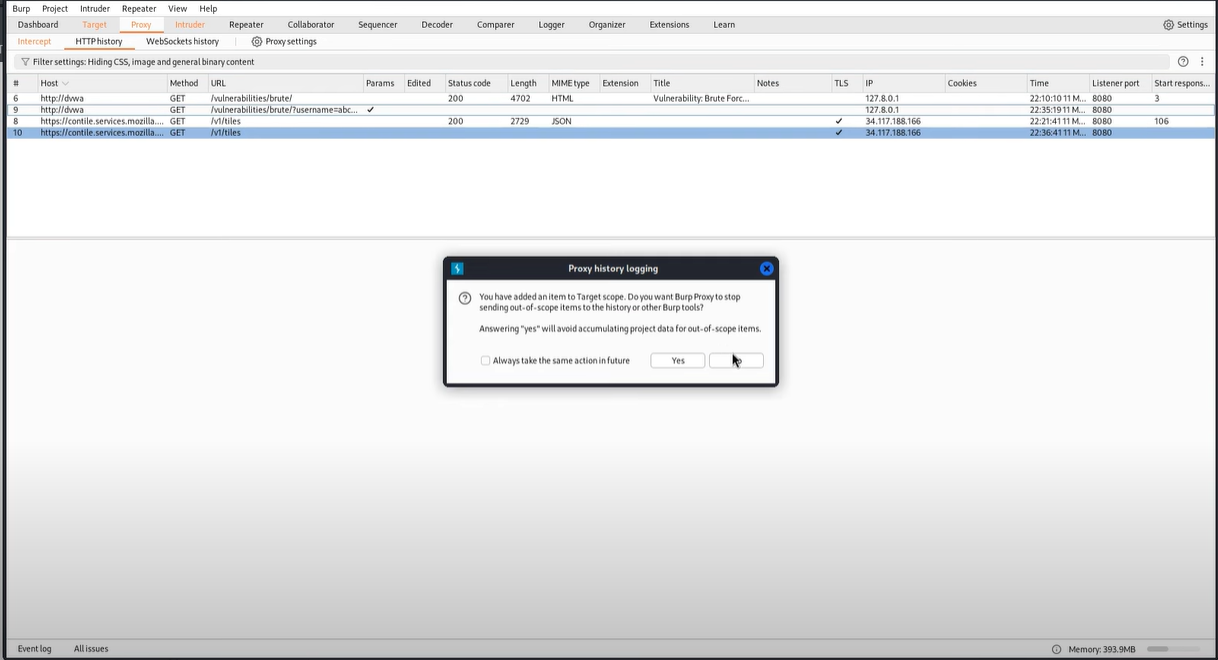 Burp Project Intruder Repeater View Help
Dashboard Target Proxy Intruder Repeater Collaborator Sequencer Decoder Comparer Logger Organizer Extensions Learn Settings
Intercept HTTP history WebSockets history Proxy settings
Filter settings: Hiding CSS, image and general binary content
# Host Method URL Params Edited Status code Length MIME type Extension Title Notes TLS IP Cookies Time Listener port Start respons...
6 http://dvwa GET /vulnerabilities/brute/ 200 4702 HTML Vulnerability: Brute Forc... 127.8.0.1 22:10:10 11 M... 8080 3
9 http://dvwa GET /vulnerabilities/brute/?username=abc... ✓ 127.8.0.1 22:35:19 11 M... 8080
8 https://contile.services.mozilla.... GET /v1/tiles 200 2729 JSON ✓ 34.117.188.166 22:21:41 11 M... 8080 106
10 https://contile.services.mozilla.... GET /v1/tiles ✓ 34.117.188.166 22:36:41 11 M... 8080
Proxy history logging
You have added an item to Target scope. Do you want Burp Proxy to stop
sending out-of-scope items to the history or other Burp tools?
Answering "yes" will avoid accumulating project data for out-of-scope items.
Always take the same action in future Yes
Event log All issues Memory: 393.9MB